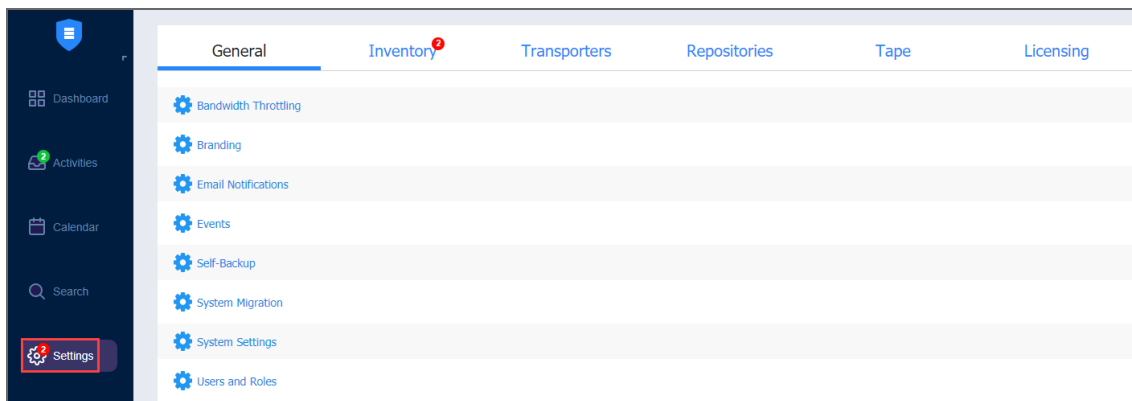 General
Inventory
2
Transporters
Repositories
Tape
Licensing
Dashboard
2
Activities
Calendar
Search
2
Settings
Bandwidth Throttling
Branding
Email Notifications
Events
Self-Backup
System Migration
System Settings
Users and Roles